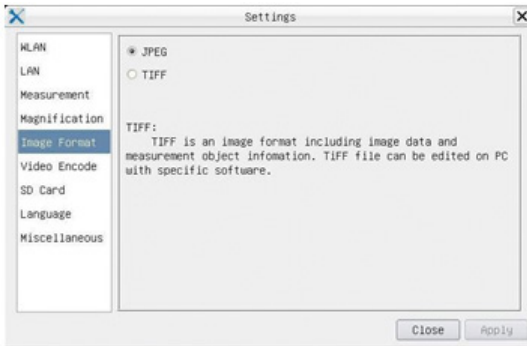 Settings
WLAN
LAN
Measurement
Magnification
Image Format
Video Encode
SD Card
Language
Miscellaneous
JPEG
TIFF
TIFF:
TIFF is an image format including image data and
measurement object infomation. TiFF file can be edited on PC
with specific software.
Close
Apply